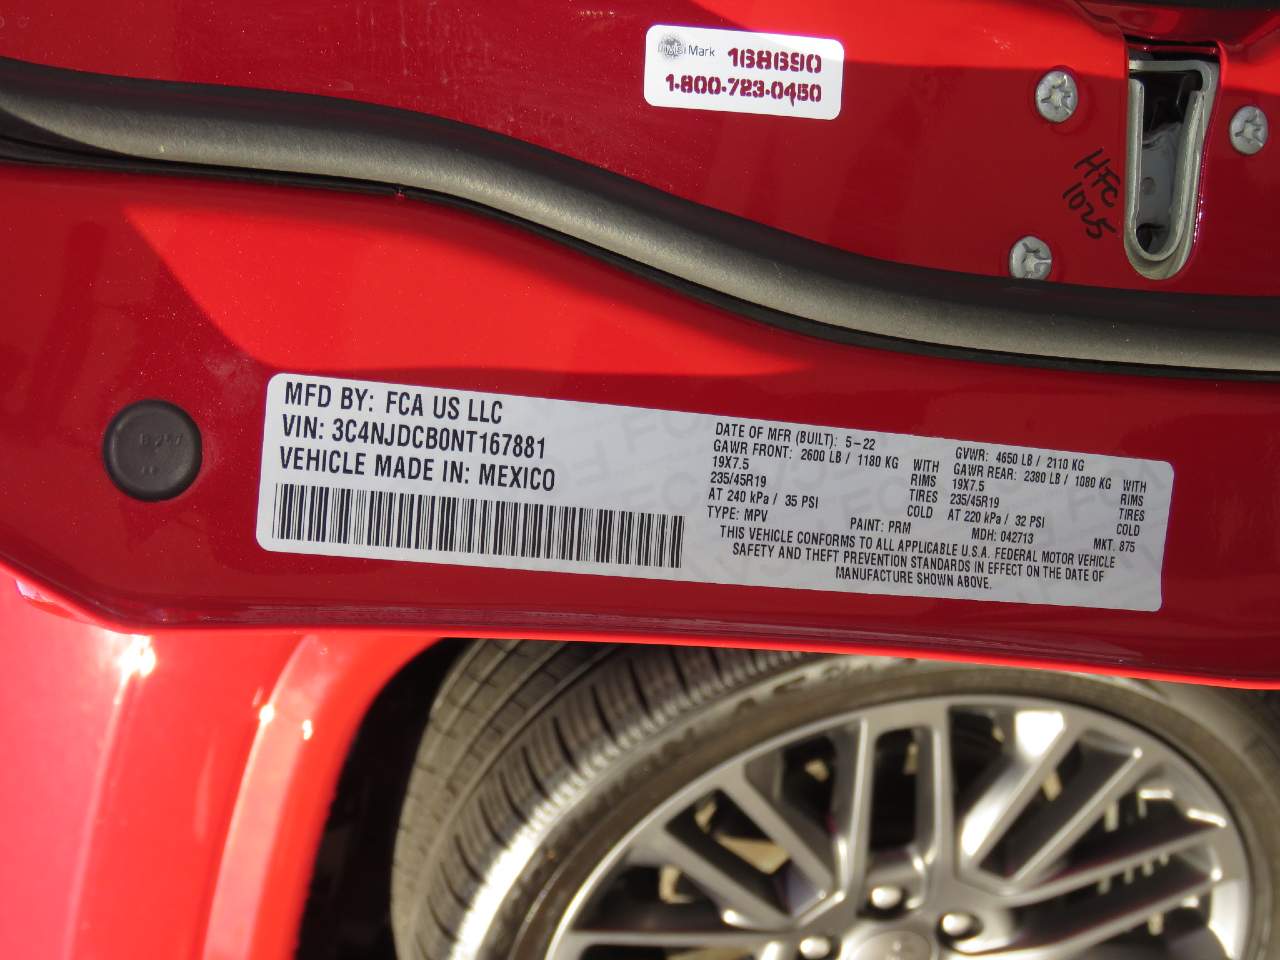 Mark 168690
1-800-723-0450
HFC
1025
MFD BY: FCA US LLC
VIN: 3C4NJDCB0NT167881
VEHICLE MADE IN: MEXICO
DATE OF MFR (BUILT): 5-22
GAWR FRONT: 2600 LB / 1180 KG WITH
19X7.5 RIMS
235/45R19 TIRES
AT 240 kPa / 35 PSI COLD
TYPE: MPV PAINT: PRM
GVWR: 4650 LB / 2110 KG
GAWR REAR: 2380 LB / 1080 KG WITH
19X7.5 RIMS
235/45R19 TIRES
AT 220 kPa / 32 PSI COLD
MDH: 042713 MKT: 875
THIS VEHICLE CONFORMS TO ALL APPLICABLE U.S.A. FEDERAL MOTOR VEHICLE
SAFETY AND THEFT PREVENTION STANDARDS IN EFFECT ON THE DATE OF
MANUFACTURE SHOWN ABOVE.